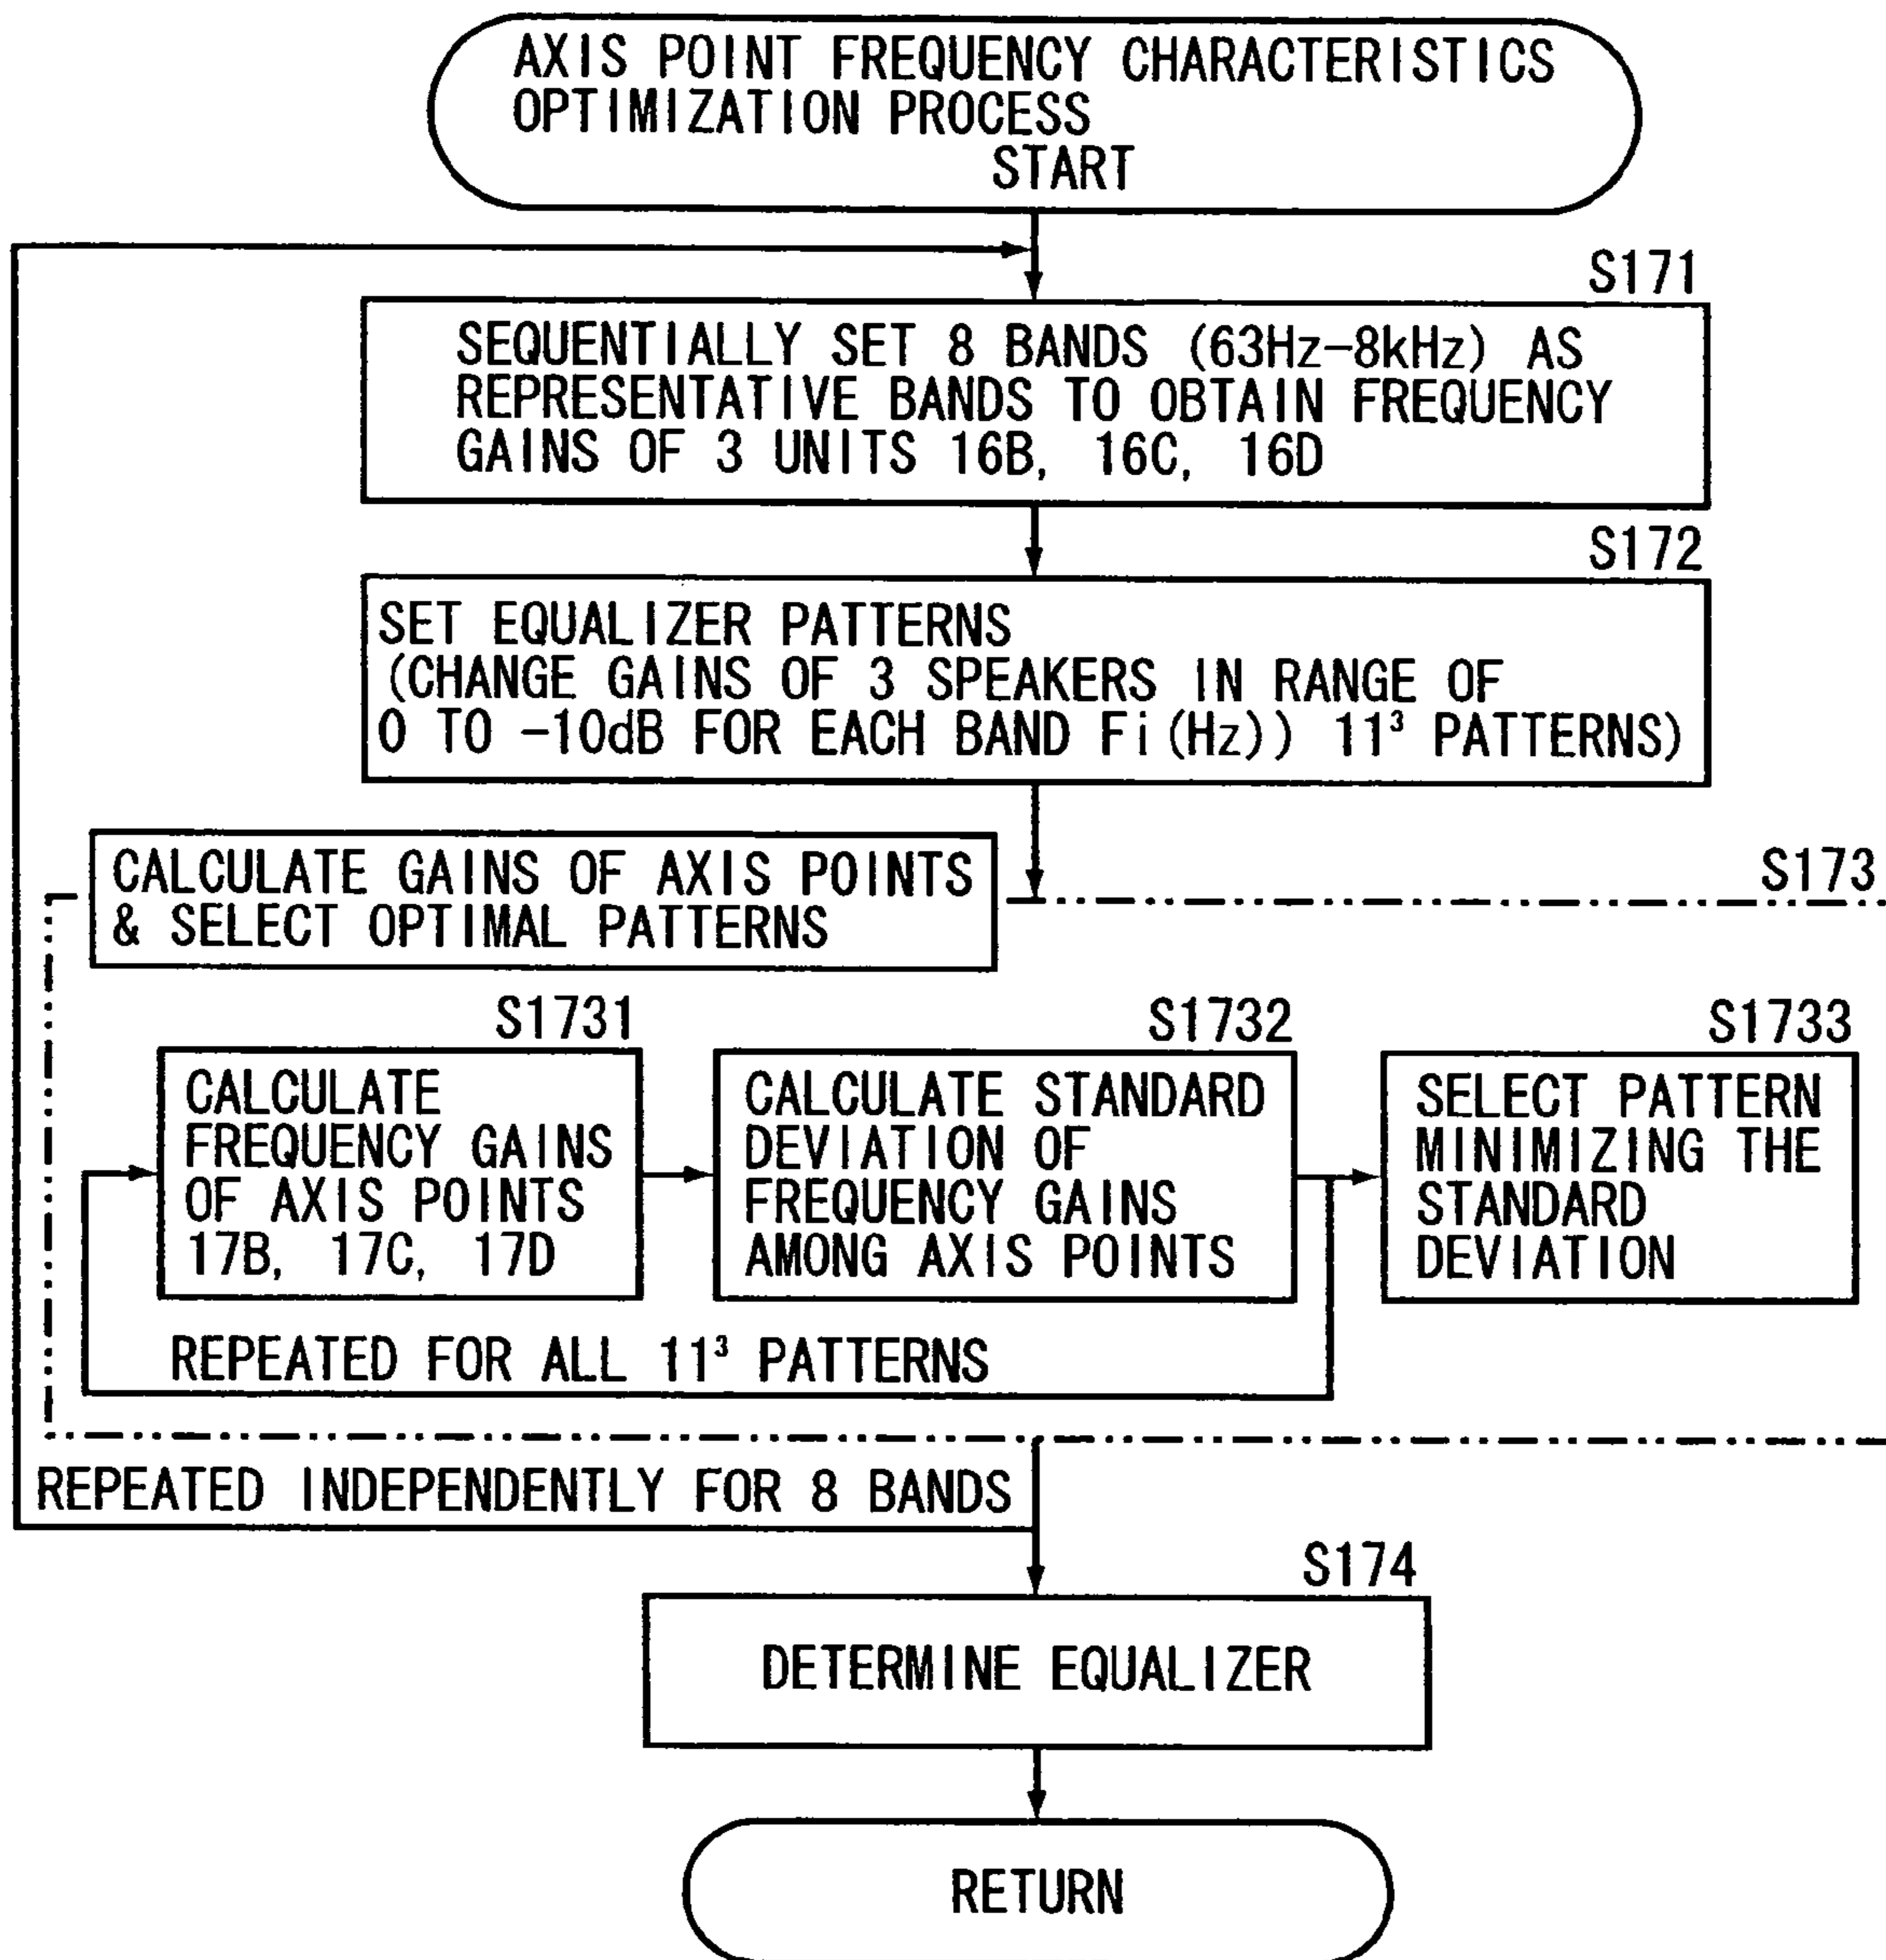 AXIS POINT FREQUENCY CHARACTERISTICS
OPTIMIZATION PROCESS
START
S171
SEQUENTIALLY SET 8 BANDS (63Hz-8kHz) AS
REPRESENTATIVE BANDS TO OBTAIN FREQUENCY
GAINS OF 3 UNITS 16B, 16C, 16D
S172
SET EQUALIZER PATTERNS
(CHANGE GAINS OF 3 SPEAKERS IN RANGE OF
0 TO -10dB FOR EACH BAND Fi(Hz)) 11³ PATTERNS)
CALCULATE GAINS OF AXIS POINTS
& SELECT OPTIMAL PATTERNS
S173
S1731
CALCULATE
FREQUENCY GAINS
OF AXIS POINTS
17B, 17C, 17D
S1732
CALCULATE STANDARD
DEVIATION OF
FREQUENCY GAINS
AMONG AXIS POINTS
S1733
SELECT PATTERN
MINIMIZING THE
STANDARD
DEVIATION
REPEATED FOR ALL 11³ PATTERNS
REPEATED INDEPENDENTLY FOR 8 BANDS
S174
DETERMINE EQUALIZER
RETURN